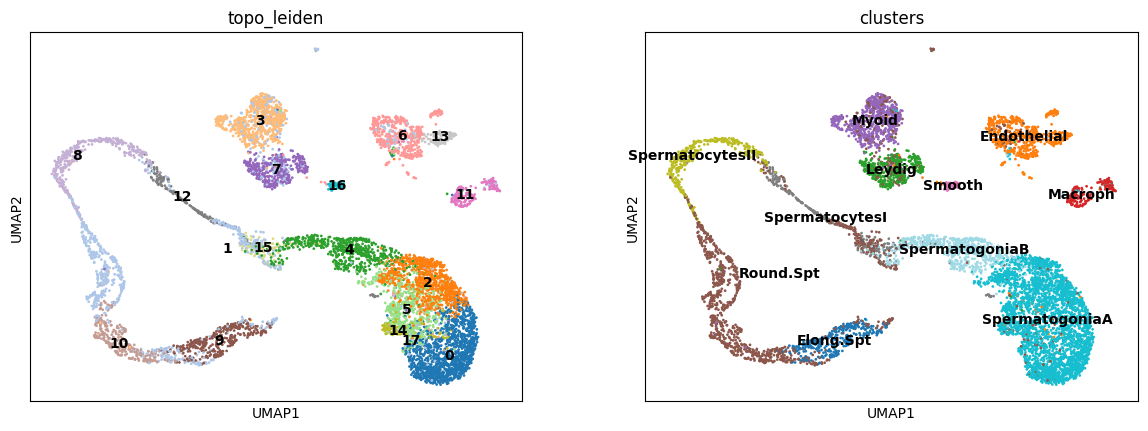 topo_leiden
3
6
13
8
7
16
12
11
1
15
4
2
5
14
17
9
10
0
UMAP2
UMAP1
clusters
Myoid
Endothelial
SpermatocytesII
Leydig
Smooth
Macroph
SpermatocytesI
SpermatogoniaB
Round.Spt
SpermatogoniaA
Elong.Spt
UMAP2
UMAP1